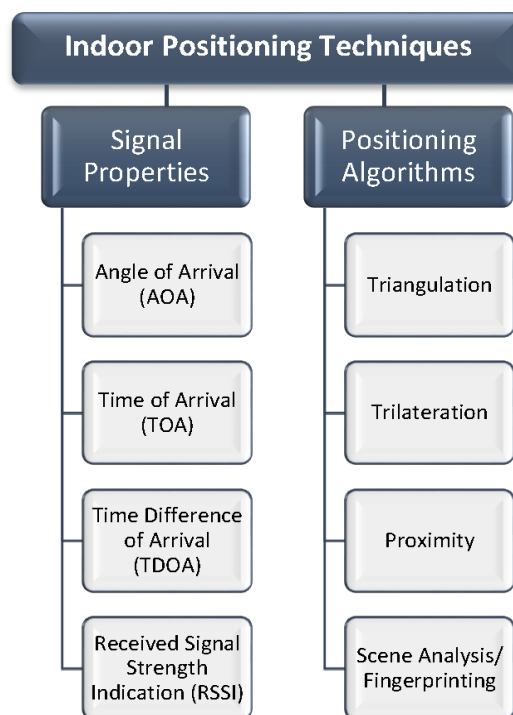 Indoor Positioning Techniques
Signal
Properties
Angle of Arrival
(AOA)
Time of Arrival
(TOA)
Time Difference
of Arrival
(TDOA)
Received Signal
Strength
Indication (RSSI)
Positioning
Algorithms
Triangulation
Trilateration
Proximity
Scene Analysis/
Fingerprinting